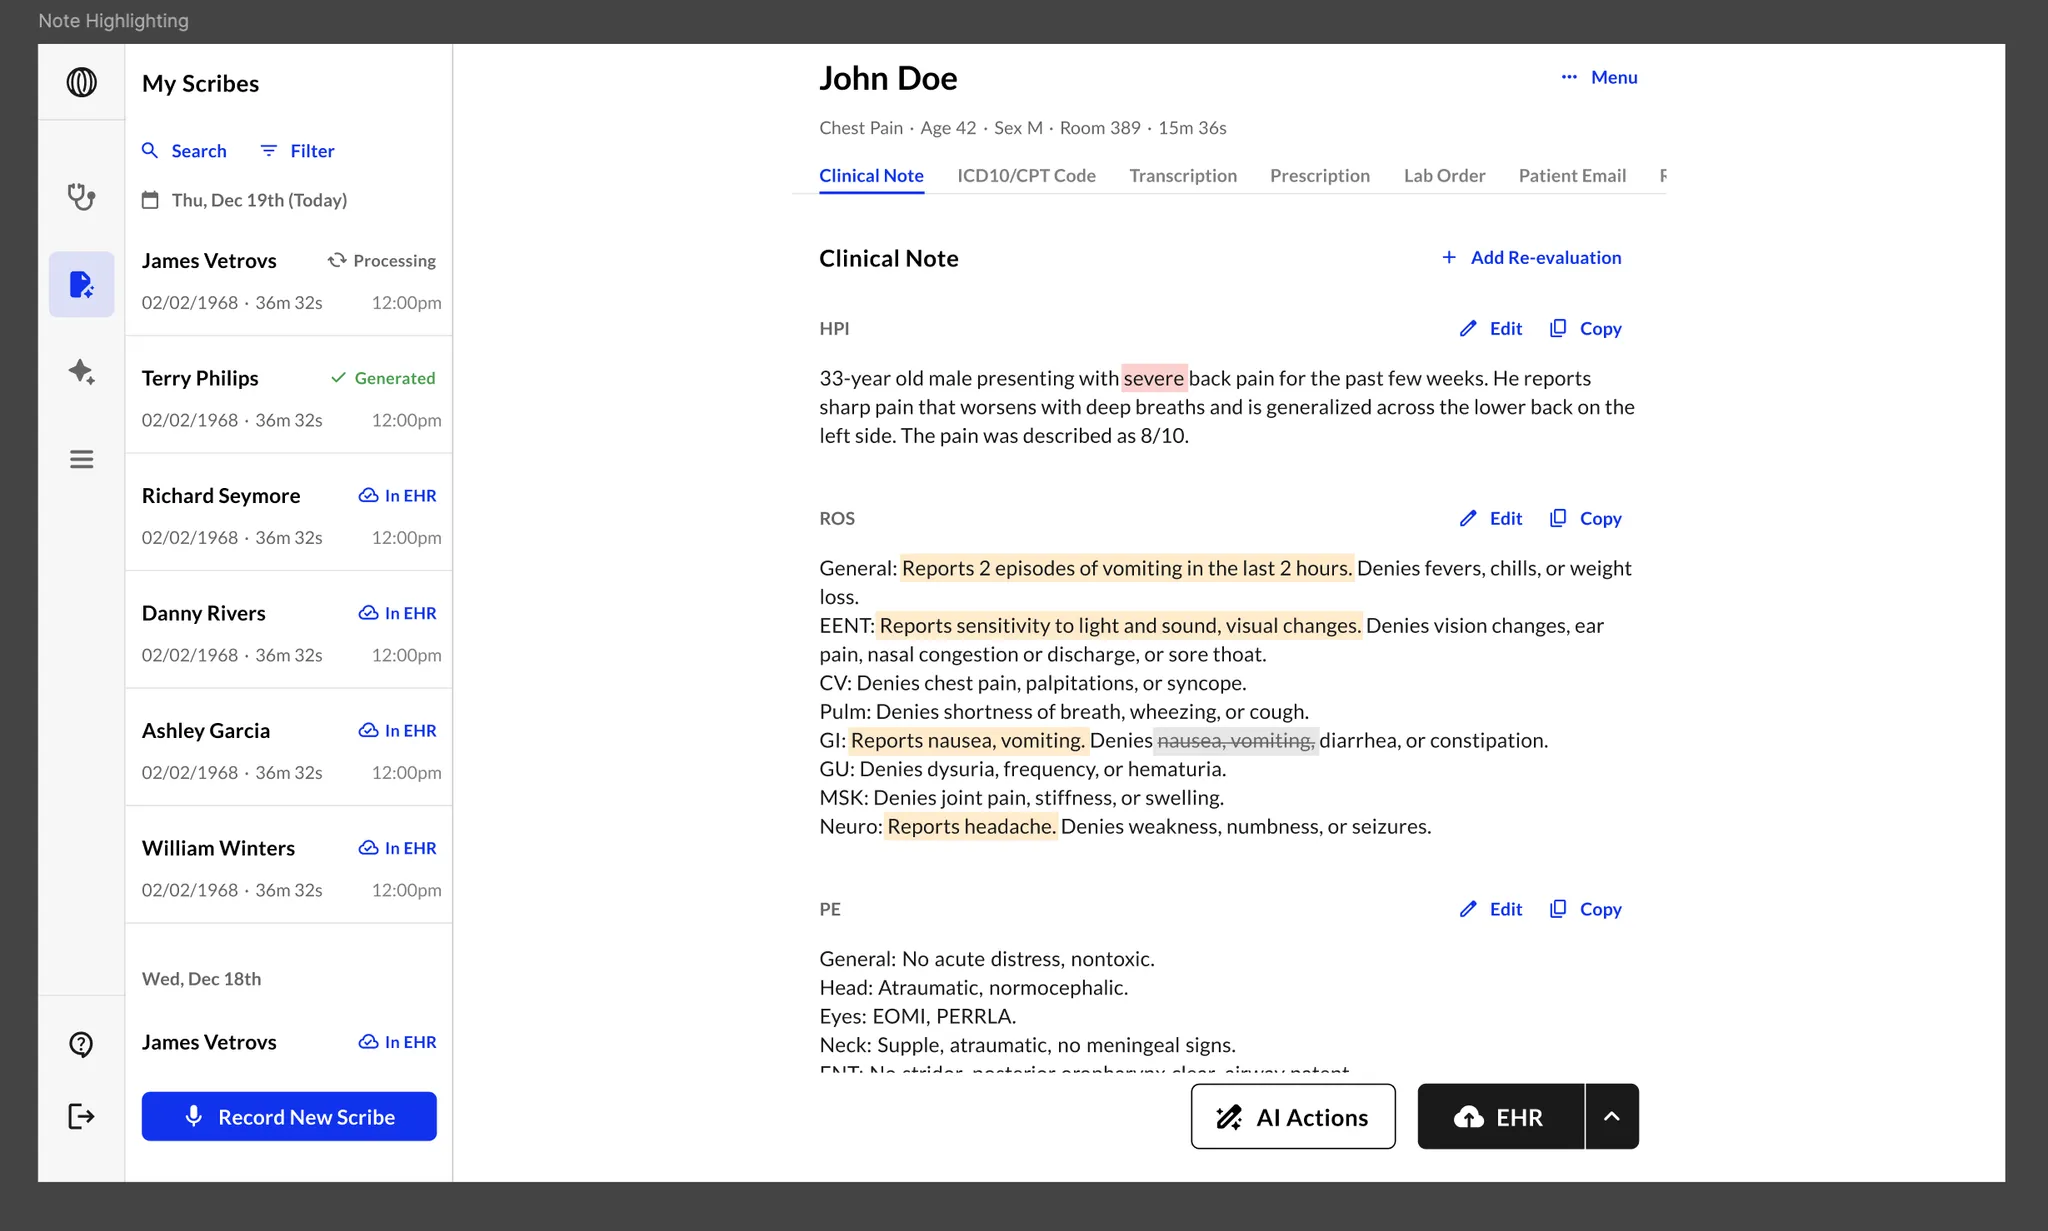 Note Highlighting
My Scribes
Search
Filter
Thu, Dec 19th (Today)
James Vetrovs
Processing
02/02/1968 · 36m 32s
12:00pm
Terry Philips
Generated
02/02/1968 · 36m 32s
12:00pm
Richard Seymore
In EHR
02/02/1968 · 36m 32s
12:00pm
Danny Rivers
In EHR
02/02/1968 · 36m 32s
12:00pm
Ashley Garcia
In EHR
02/02/1968 · 36m 32s
12:00pm
William Winters
In EHR
02/02/1968 · 36m 32s
12:00pm
Wed, Dec 18th
James Vetrovs
In EHR
Record New Scribe
John Doe
Menu
Chest Pain · Age 42 · Sex M · Room 389 · 15m 36s
Clinical Note
ICD10/CPT Code
Transcription
Prescription
Lab Order
Patient Email
Clinical Note
Add Re-evaluation
HPI
Edit
Copy
33-year old male presenting with severe back pain for the past few weeks. He reports
sharp pain that worsens with deep breaths and is generalized across the lower back on the
left side. The pain was described as 8/10.
ROS
Edit
Copy
General: Reports 2 episodes of vomiting in the last 2 hours. Denies fevers, chills, or weight
loss.
EENT: Reports sensitivity to light and sound, visual changes. Denies vision changes, ear
pain, nasal congestion or discharge, or sore thoat.
CV: Denies chest pain, palpitations, or syncope.
Pulm: Denies shortness of breath, wheezing, or cough.
GI: Reports nausea, vomiting. Denies nausea, vomiting, diarrhea, or constipation.
GU: Denies dysuria, frequency, or hematuria.
MSK: Denies joint pain, stiffness, or swelling.
Neuro: Reports headache. Denies weakness, numbness, or seizures.
PE
Edit
Copy
General: No acute distress, nontoxic.
Head: Atraumatic, normocephalic.
Eyes: EOMI, PERRLA.
Neck: Supple, atraumatic, no meningeal signs.
ENT: No stridor, posterior oropharynx clear, airway patent.
AI Actions
EHR